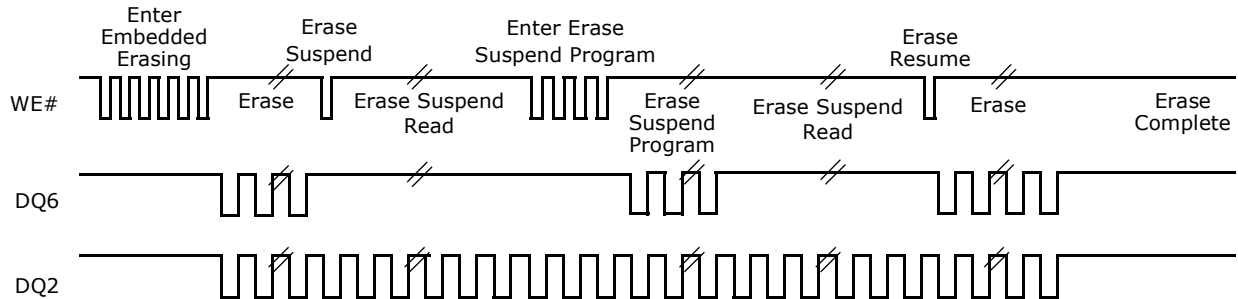 Enter
Embedded
Erasing
Erase
Suspend
Enter Erase
Suspend Program
Erase
Resume
WE#
Erase
Erase Suspend
Read
Erase
Suspend
Program
Erase Suspend
Read
Erase
Erase
Complete
DQ6
DQ2